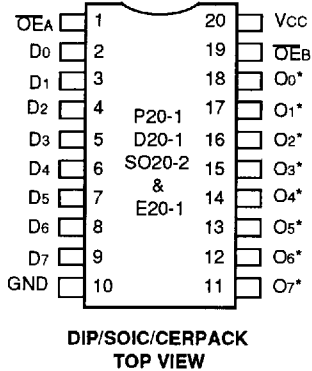 OEA 1 20 Vcc
D0 2 19 OEB
D1 3 18 O0*
D2 4 17 O1*
D3 5 16 O2*
D4 6 15 O3*
D5 7 14 O4*
D6 8 13 O5*
D7 9 12 O6*
GND 10 11 O7*
P20-1
D20-1
SO20-2
&
E20-1
DIP/SOIC/CERPACK
TOP VIEW